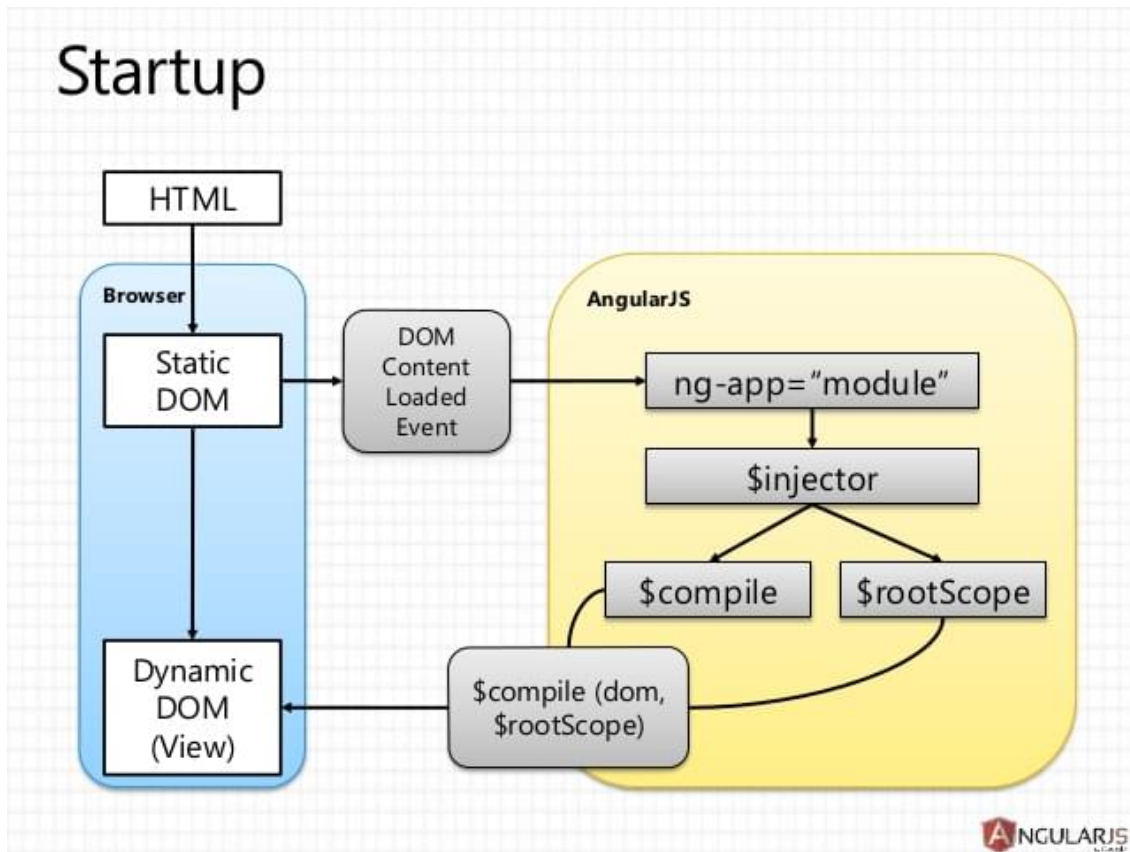 Startup
HTML
Browser
Static
DOM
DOM
Content
Loaded
Event
AngularJS
ng-app=“module”
$injector
$compile
$rootScope
$compile (dom,
$rootScope)
Dynamic
DOM
(View)
ANGULARJS